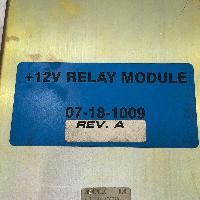 +12V RELAY MODULE
07-18-1009
REV. A